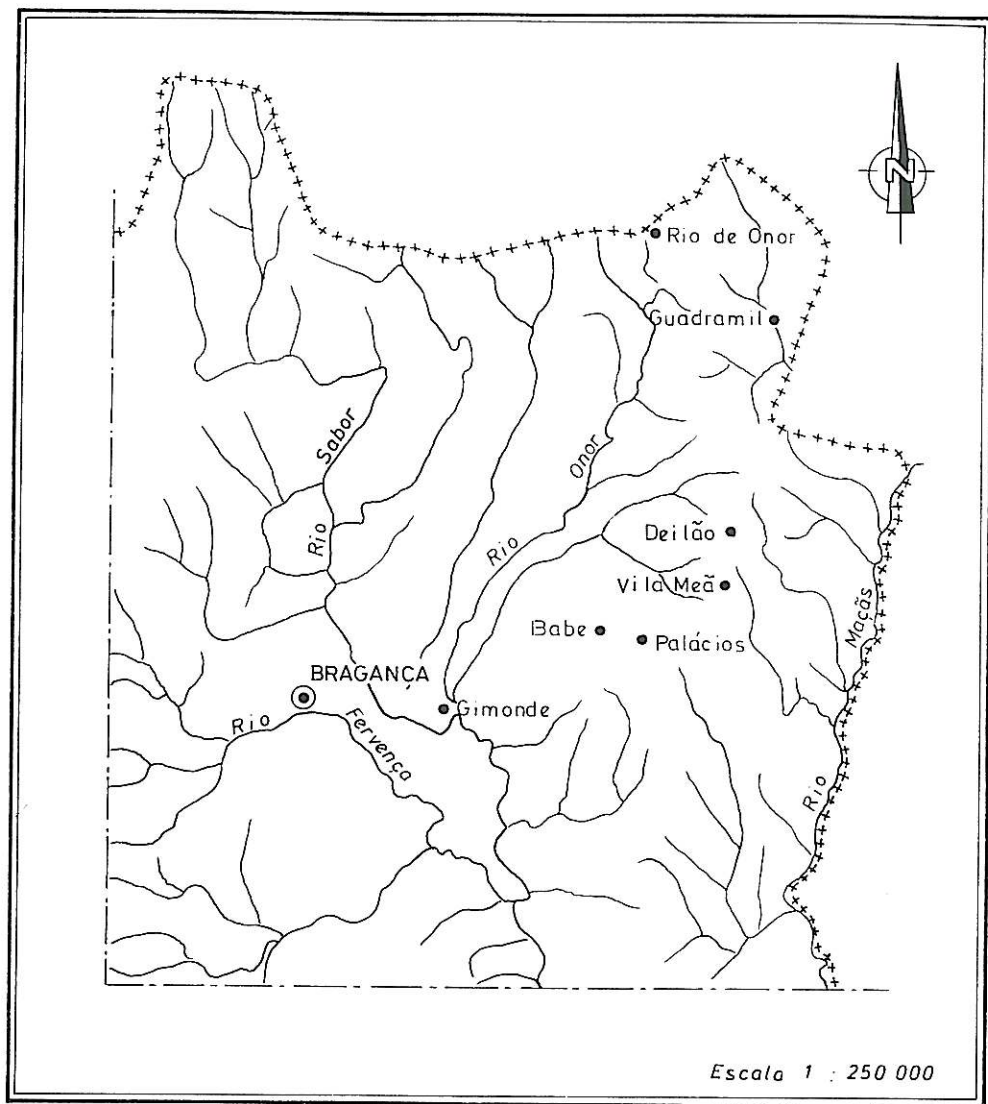 N
Rio de Onor
Guadramil
Rio Sabor
Rio Onor
Deilão
Vila Meã
Rio Maçãs
Babe
Palácios
BRAGANÇA
Gimonde
Rio Fervença
Escala 1 : 250 000